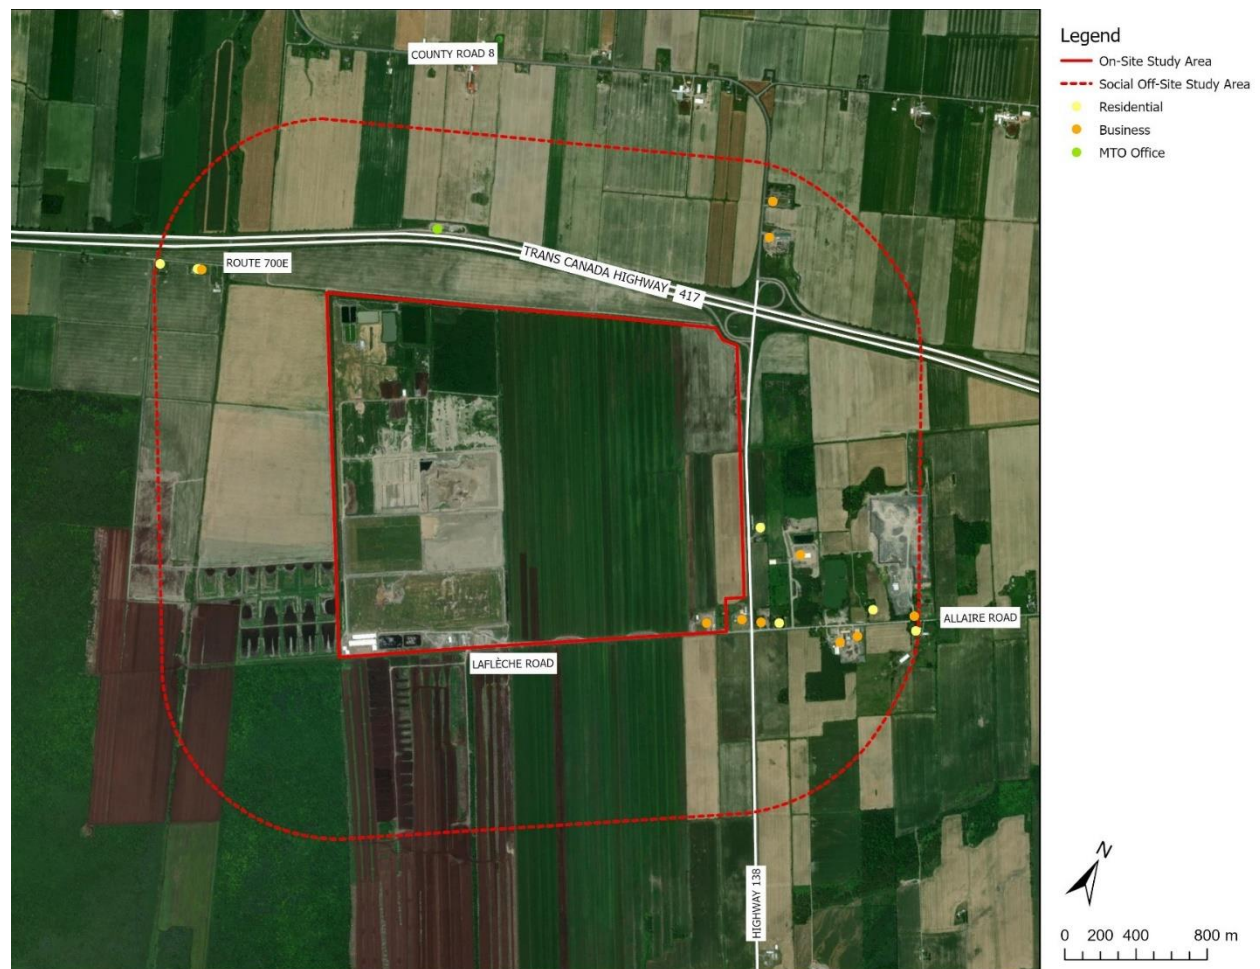 COUNTY ROAD 8
ROUTE 700E
TRANS CANADA HIGHWAY 417
ALLAIRE ROAD
LAFLÈCHE ROAD
HIGHWAY 138
Legend
On-Site Study Area
Social Off-Site Study Area
Residential
Business
MTO Office
N
0 200 400 800 m